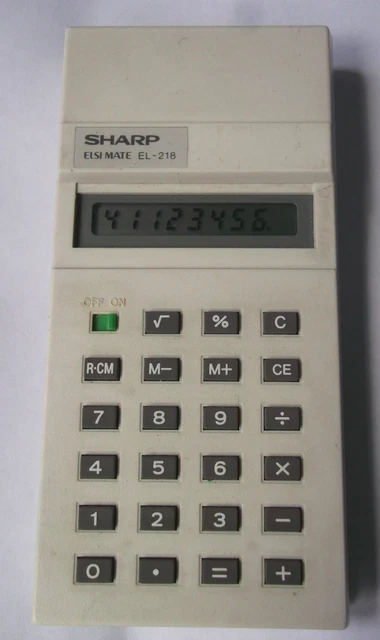 SHARP
ELSI MATE EL-218
41123456.
OFF ON
√ % C
R·CM M− M+ CE
7 8 9 ÷
4 5 6 ×
1 2 3 −
0 • = +